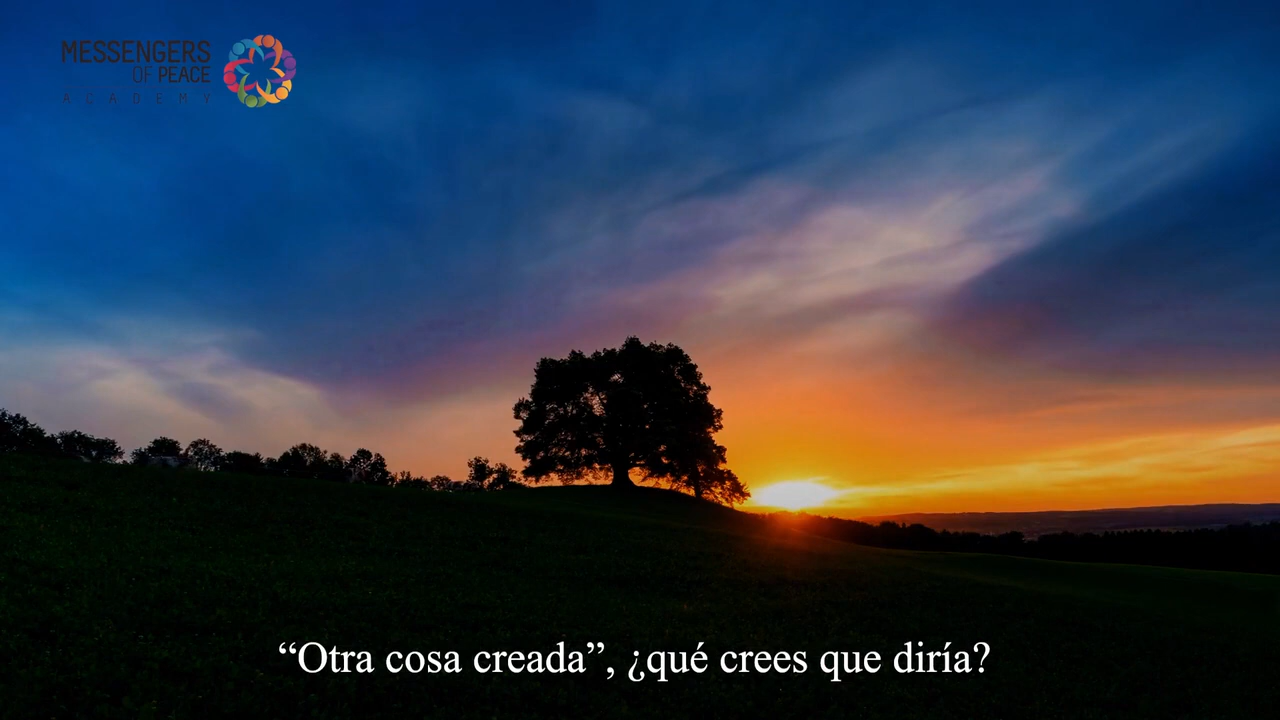 MESSENGERS
OF PEACE
ACADEMY
“Otra cosa creada”, ¿qué crees que diría?